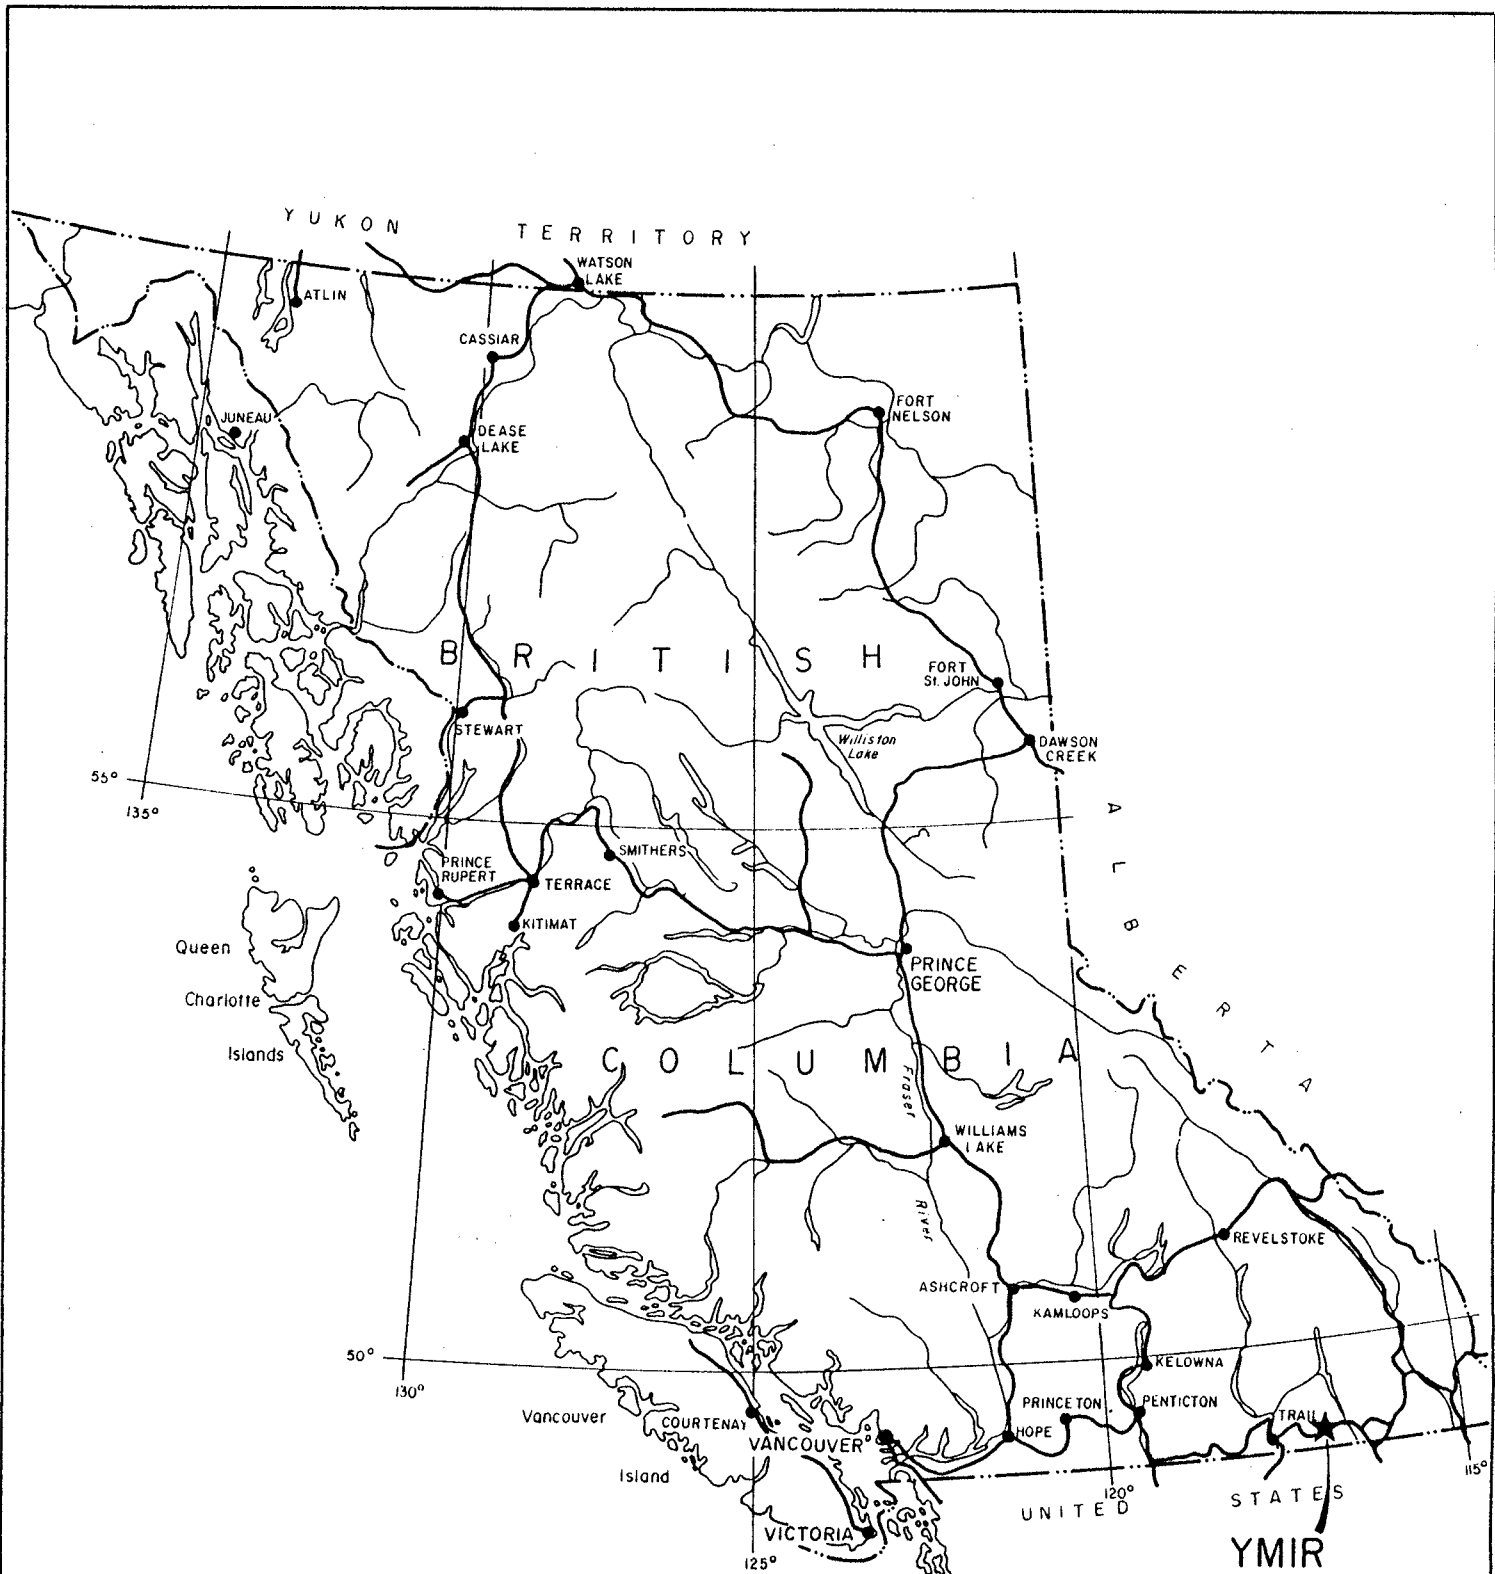 YUKON TERRITORY
WATSON
LAKE
ATLIN
CASSIAR
JUNEAU
DEASE
LAKE
FORT
NELSON
BRITISH
FORT
St. JOHN
STEWART
Williston
Lake
DAWSON
CREEK
55°
135°
ALBERTA
SMITHERS
PRINCE
RUPERT
TERRACE
KITIMAT
Queen
Charlotte
Islands
PRINCE
GEORGE
COLUMBIA
Fraser
River
WILLIAMS
LAKE
REVELSTOKE
ASHCROFT
KAMLOOPS
50°
130°
KELOWNA
Vancouver
Island
COURTENAY
PRINCETON
PENTICTON
TRAIL
VANCOUVER
HOPE
115°
120°
UNITED STATES
VICTORIA
125°
YMIR